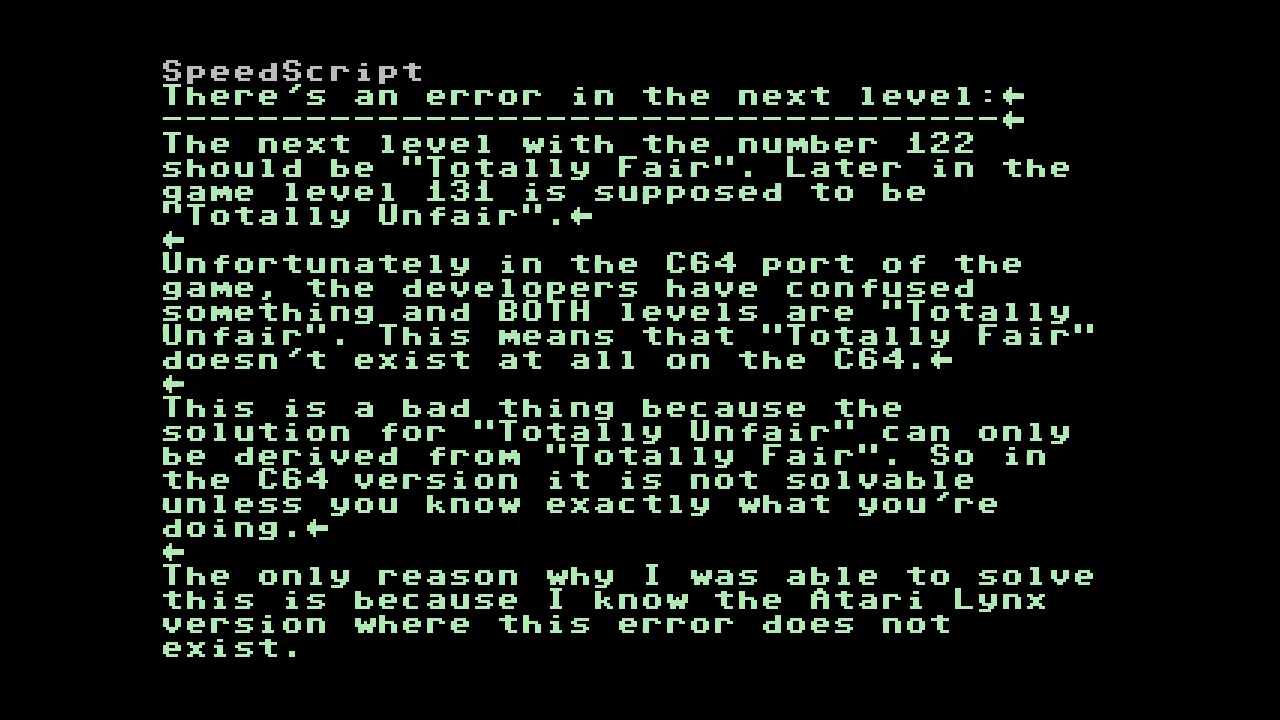 SpeedScript
There's an error in the next level:←
-----------------------------------←
The next level with the number 122
should be "Totally Fair". Later in the
game level 131 is supposed to be
"Totally Unfair".←
←
Unfortunately in the C64 port of the
game, the developers have confused
something and BOTH levels are "Totally
Unfair". This means that "Totally Fair"
doesn't exist at all on the C64.←
←
This is a bad thing because the
solution for "Totally Unfair" can only
be derived from "Totally Fair". So in
the C64 version it is not solvable
unless you know exactly what you're
doing.←
←
The only reason why I was able to solve
this is because I know the Atari Lynx
version where this error does not
exist.